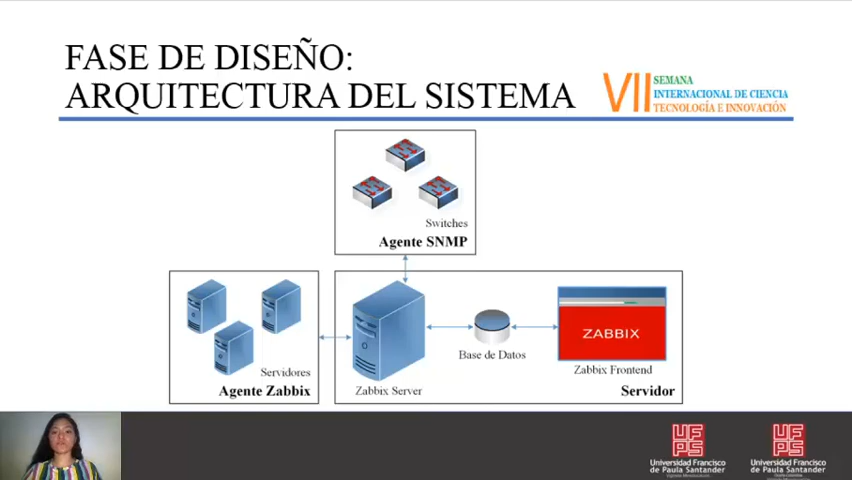 FASE DE DISEÑO:
ARQUITECTURA DEL SISTEMA
VII SEMANA
INTERNACIONAL DE CIENCIA
TECNOLOGÍA E INNOVACIÓN
Switches
Agente SNMP
Servidores
Agente Zabbix
Zabbix Server
Base de Datos
ZABBIX
Zabbix Frontend
Servidor
UFPS
Universidad Francisco
de Paula Santander
UFPS
Universidad Francisco
de Paula Santander